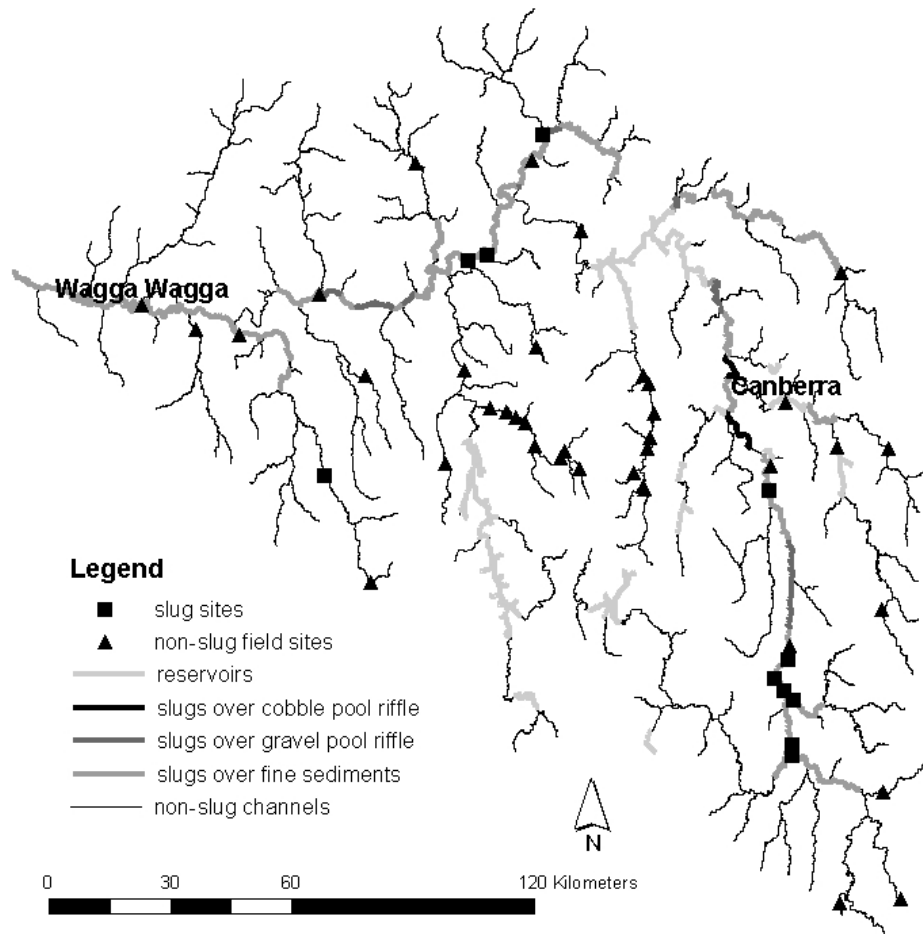 Wagga Wagga
Canberra
Legend
slug sites
non-slug field sites
reservoirs
slugs over cobble pool riffle
slugs over gravel pool riffle
slugs over fine sediments
non-slug channels
N
0 30 60 120 Kilometers